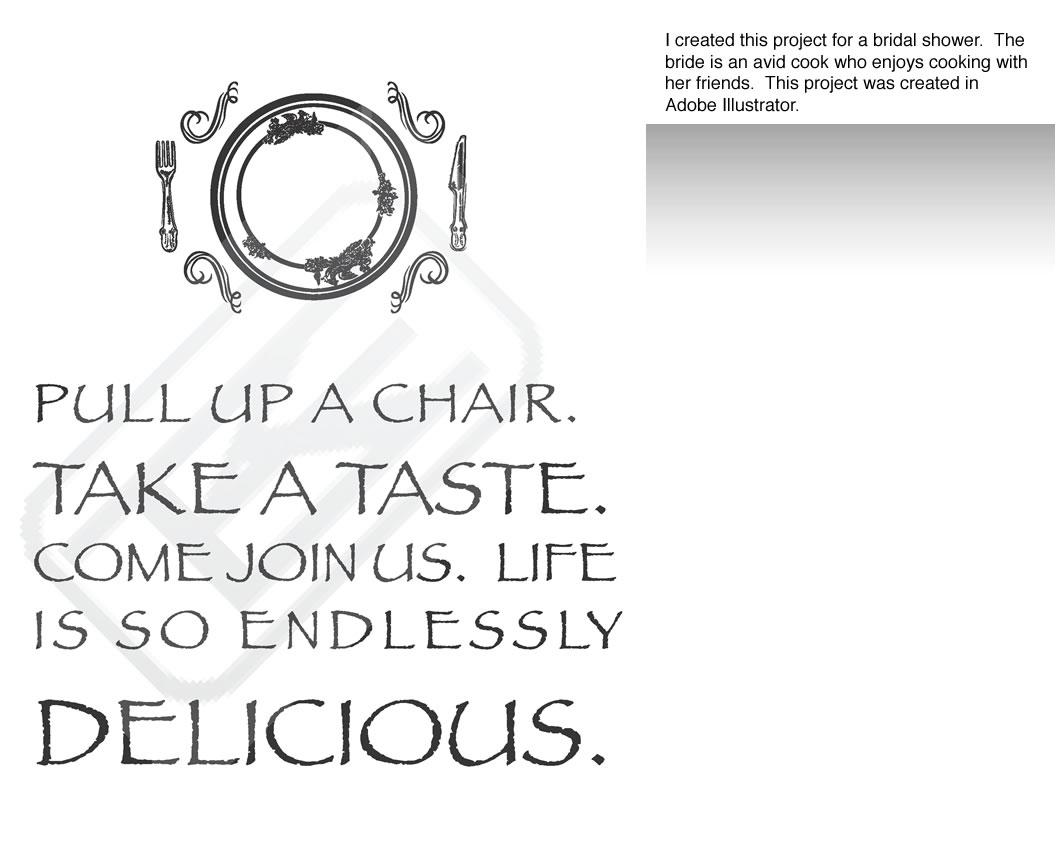 I created this project for a bridal shower.  The
bride is an avid cook who enjoys cooking with
her friends.  This project was created in
Adobe Illustrator.
PULL UP A CHAIR.
TAKE A TASTE.
COME JOIN US.  LIFE
IS SO ENDLESSLY
DELICIOUS.